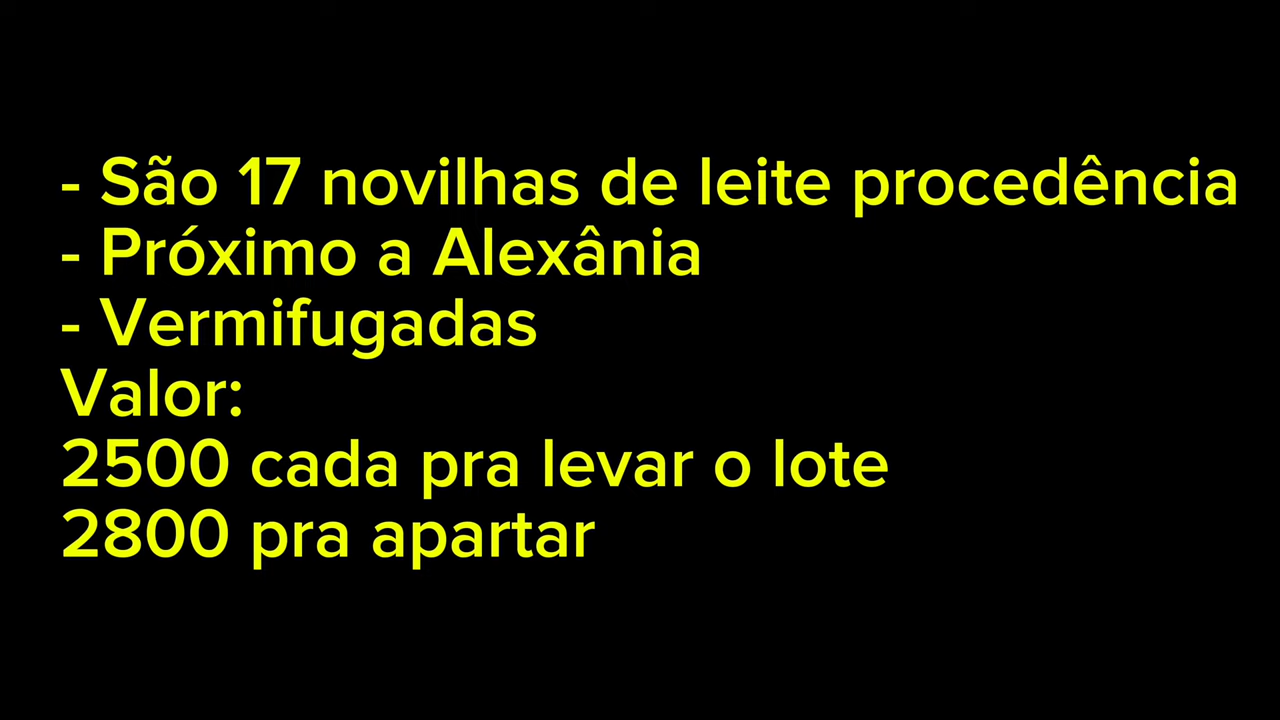 - São 17 novilhas de leite procedência
- Próximo a Alexânia
- Vermifugadas
Valor:
2500 cada pra levar o lote
2800 pra apartar